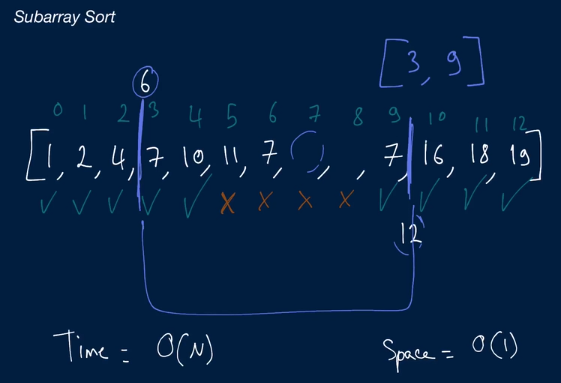 Subarray Sort
[3, 9]
6
0 1 2 3 4 5 6 7 8 9 10 11 12
[1, 2, 4, 7, 10, 11, 7, , , 7, 16, 18, 19]
12
Time = O(N) Space = O(1)